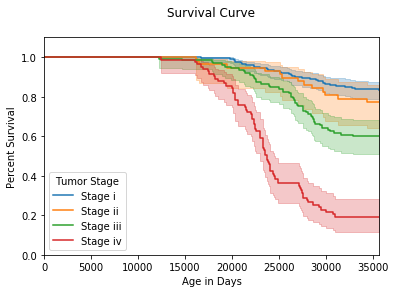 Survival Curve
Percent Survival
1.0
0.8
0.6
0.4
0.2
0.0
Tumor Stage
Stage i
Stage ii
Stage iii
Stage iv
0 5000 10000 15000 20000 25000 30000 35000
Age in Days